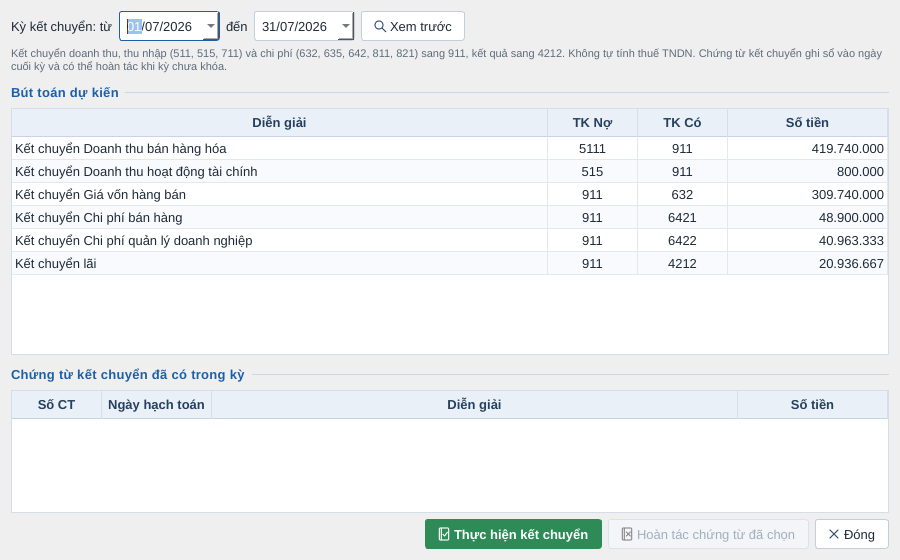 Kỳ kết chuyển: từ 01/07/2026 đến 31/07/2026 Xem trước
Kết chuyển doanh thu, thu nhập (511, 515, 711) và chi phí (632, 635, 642, 811, 821) sang 911, kết quả sang 4212. Không tự tính thuế TNDN. Chứng từ kết chuyển ghi sổ vào ngày
cuối kỳ và có thể hoàn tác khi kỳ chưa khóa.
Bút toán dự kiến
Diễn giải TK Nợ TK Có Số tiền
Kết chuyển Doanh thu bán hàng hóa 5111 911 419.740.000
Kết chuyển Doanh thu hoạt động tài chính 515 911 800.000
Kết chuyển Giá vốn hàng bán 911 632 309.740.000
Kết chuyển Chi phí bán hàng 911 6421 48.900.000
Kết chuyển Chi phí quản lý doanh nghiệp 911 6422 40.963.333
Kết chuyển lãi 911 4212 20.936.667
Chứng từ kết chuyển đã có trong kỳ
Số CT Ngày hạch toán Diễn giải Số tiền
Thực hiện kết chuyển Hoàn tác chứng từ đã chọn Đóng